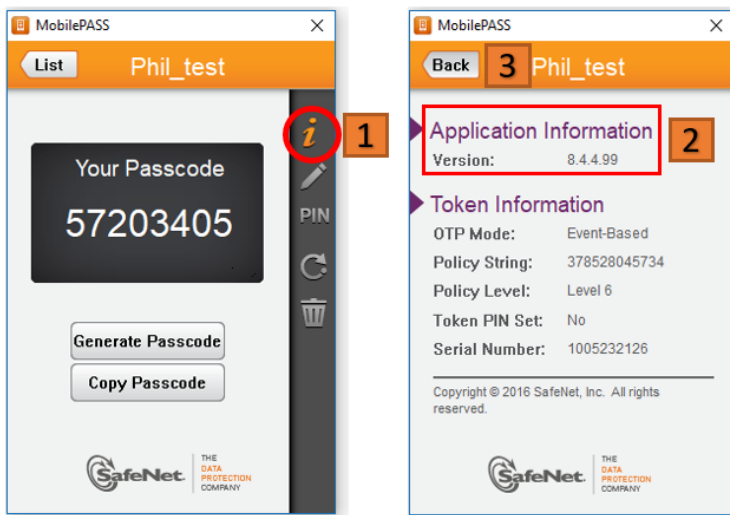 MobilePASS
List
Phil_test
1
Your Passcode
57203405
PIN
Generate Passcode
Copy Passcode
SafeNet.
THE
DATA
PROTECTION
COMPANY
MobilePASS
Back
3
Phil_test
Application Information
2
Version: 8.4.4.99
Token Information
OTP Mode: Event-Based
Policy String: 378528045734
Policy Level: Level 6
Token PIN Set: No
Serial Number: 1005232126
Copyright © 2016 SafeNet, Inc. All rights
reserved.
SafeNet.
THE
DATA
PROTECTION
COMPANY